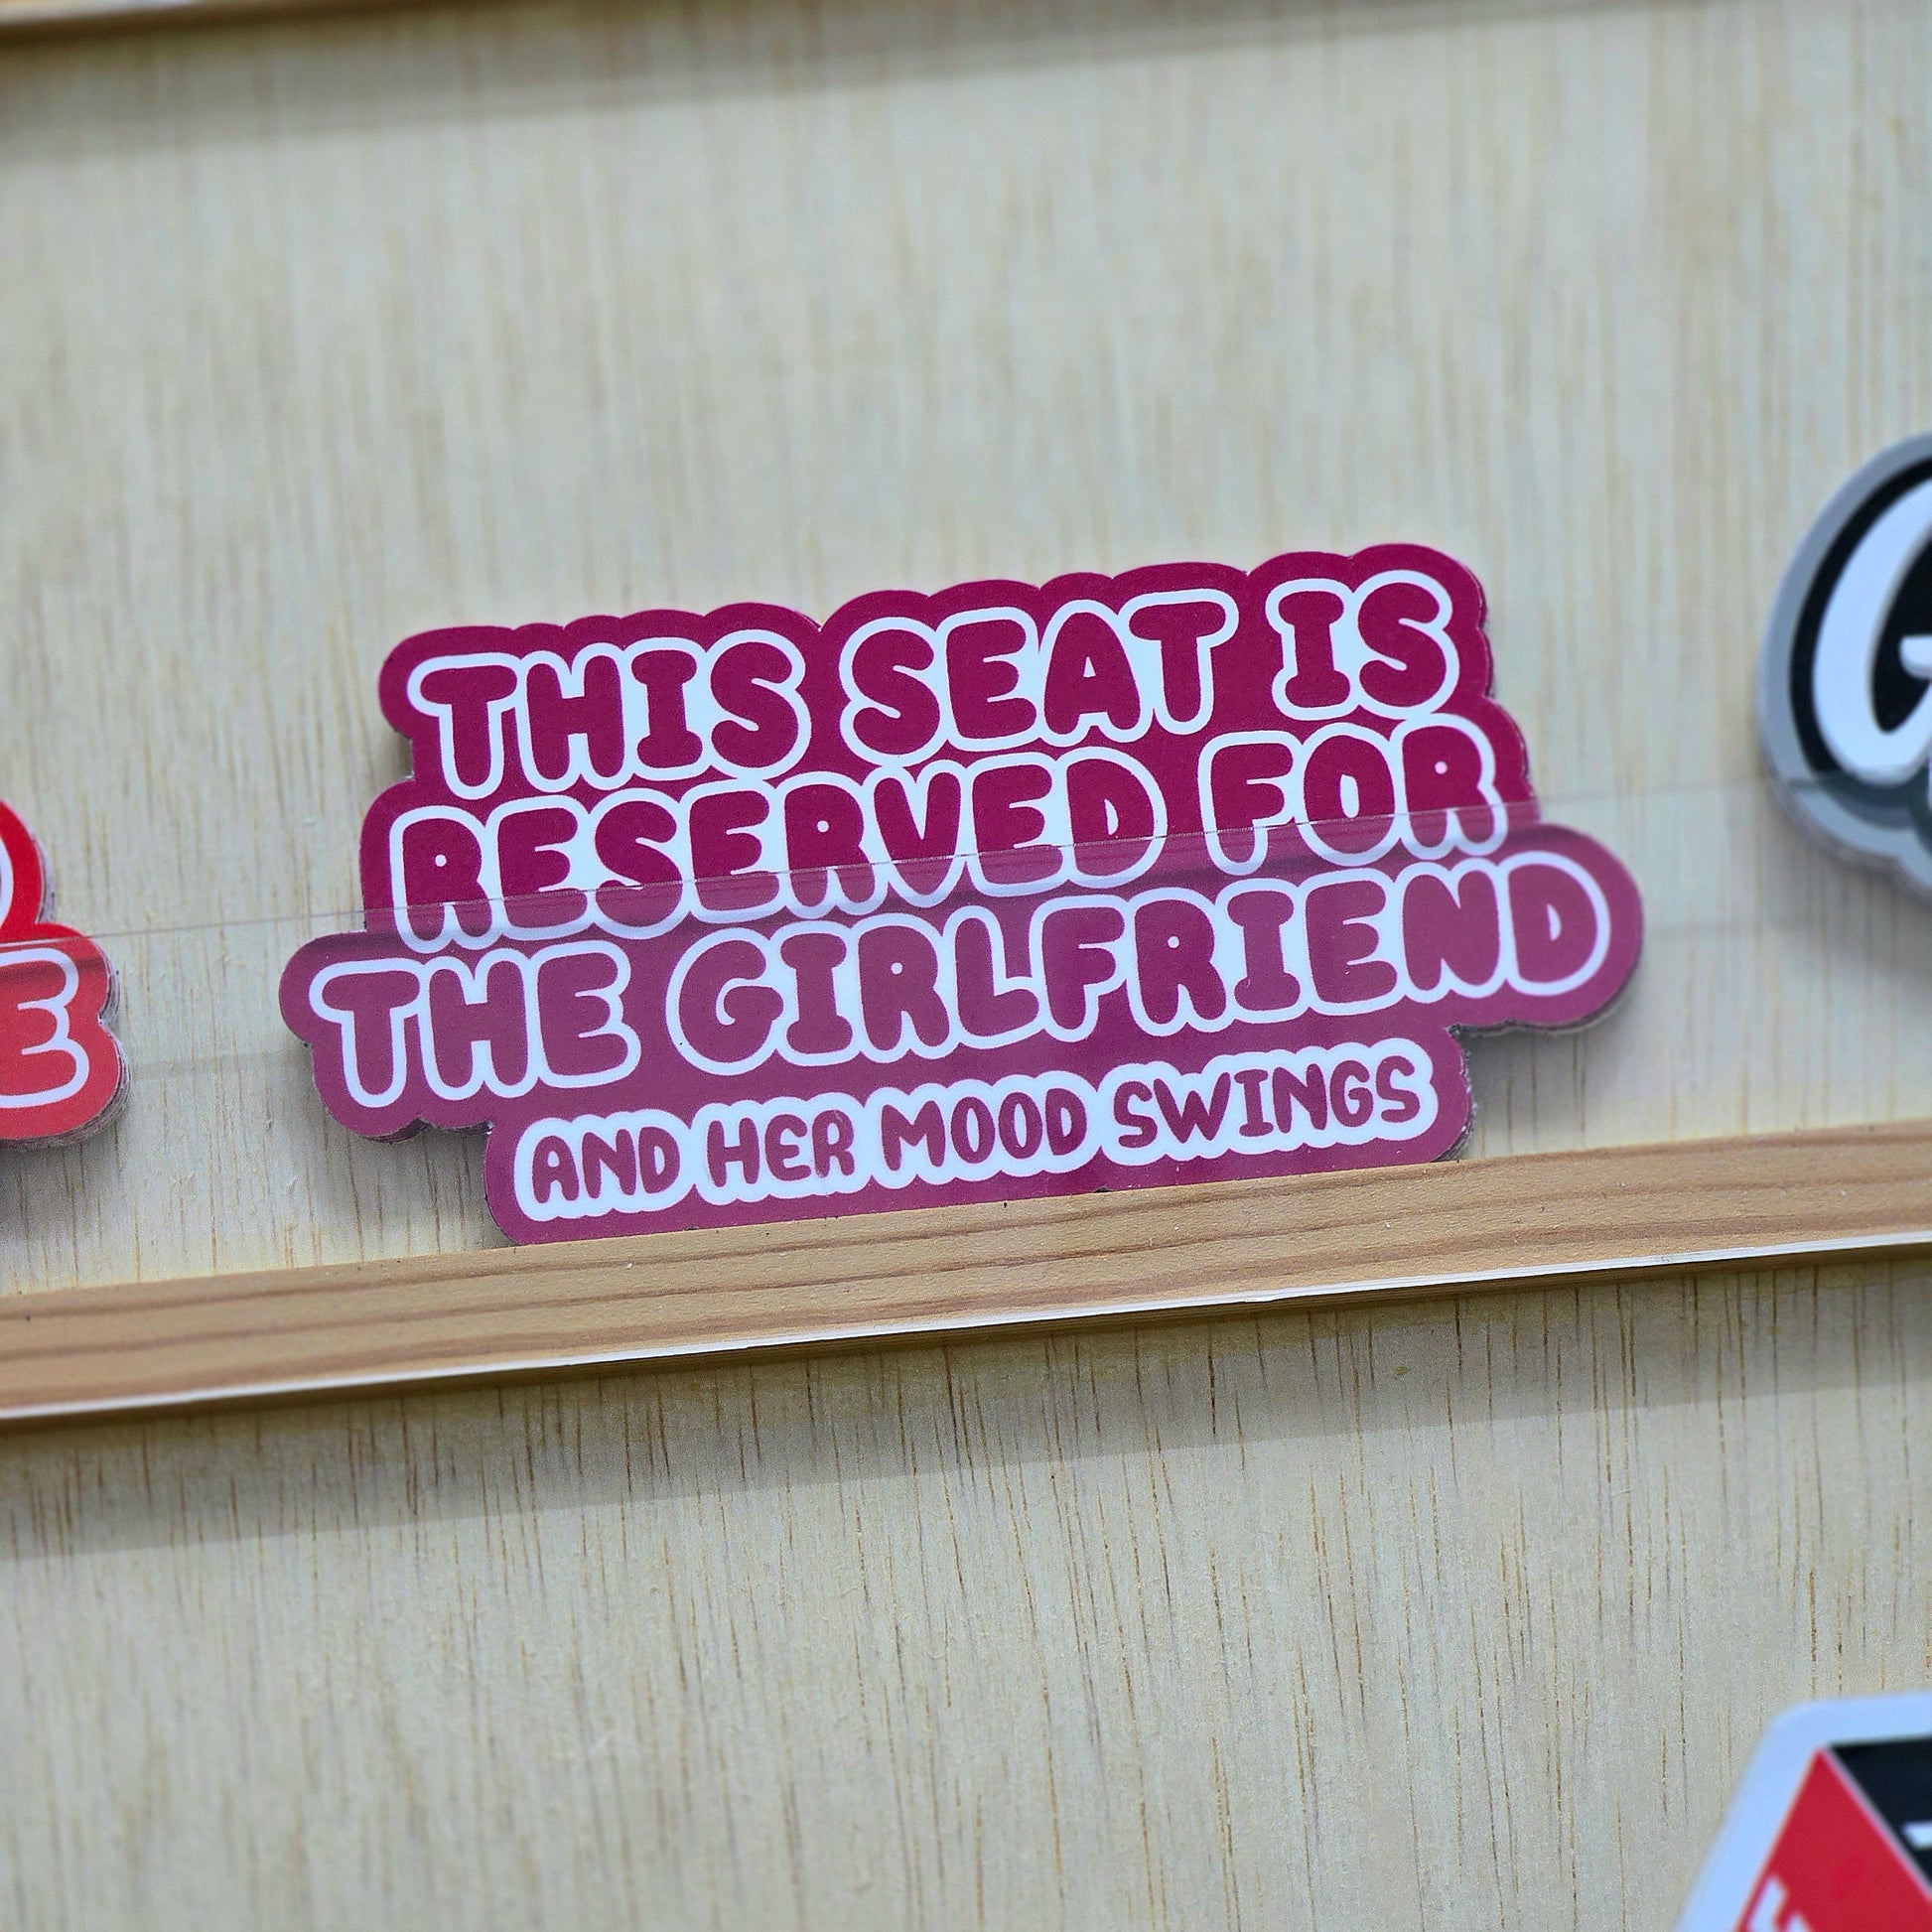 THIS SEAT IS
RESERVED FOR
THE GIRLFRIEND
AND HER MOOD SWINGS